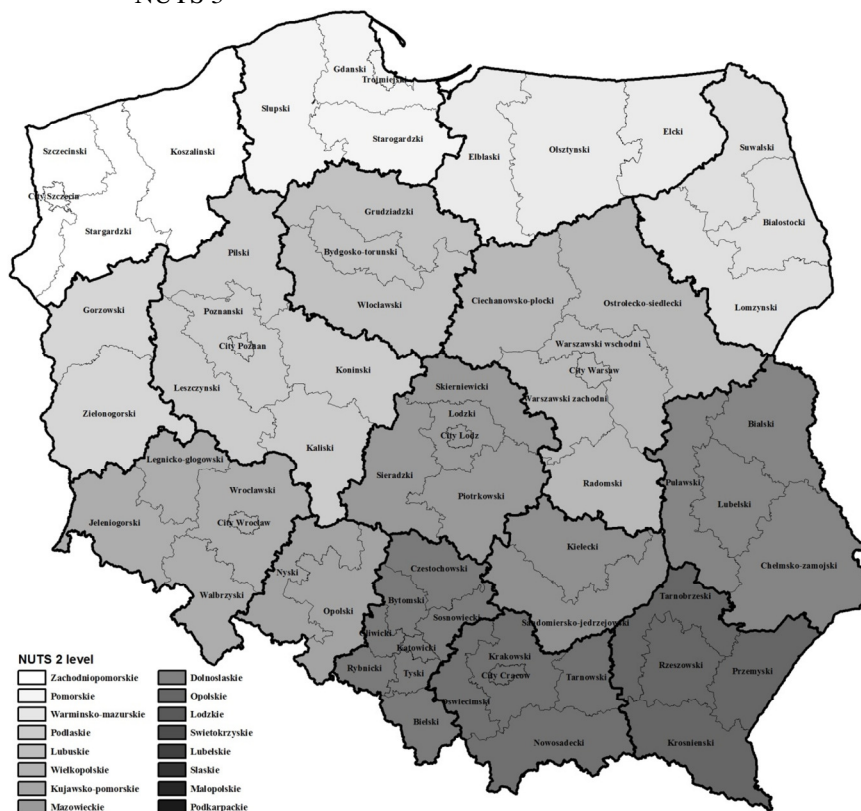 NUTS 3
Gdanski
Trojmiejski
Slupski
Starogardzki
Elcki
Olsztynski
Elblaski
Suwalski
Szczecinski
Koszalinski
City Szczecin
Stargardzki
Bialostocki
Grudziadzki
Bydgosko-torunski
Pilski
Wloclawski
Ciechanowsko-plocki
Ostrolecko-siedlecki
Lomzynski
Gorzowski
Poznanski
City Poznan
Warszawski wschodni
City Warsaw
Leszczynski
Koninski
Skierniewicki
Warszawski zachodni
Zielonogorski
Lodzki
City Lodz
Kaliski
Bialski
Legnicko-glogowski
Sieradzki
Radomski
Pulawski
Wroclawski
Piotrkowski
Lubelski
Jeleniogorski
City Wroclaw
Kielecki
Nyski
Czestochowski
Chelmsko-zamojski
Walbrzyski
Opolski
Bytomski
Sosnowiecki
Sandomiersko-jedrzejowski
Tarnobrzeski
Gliwicki
Katowicki
Krakowski
Rzeszowski
Przemyski
Rybnicki
Tyski
City Cracow
Tarnowski
Oswiecimski
Bielski
Nowosadecki
Krosnienski
NUTS 2 level
Zachodniopomorskie
Pomorskie
Warminsko-mazurskie
Podlaskie
Lubuskie
Wielkopolskie
Kujawsko-pomorskie
Mazowieckie
Dolnoslaskie
Opolskie
Lodzkie
Swietokrzyskie
Lubelskie
Slaskie
Malopolskie
Podkarpackie